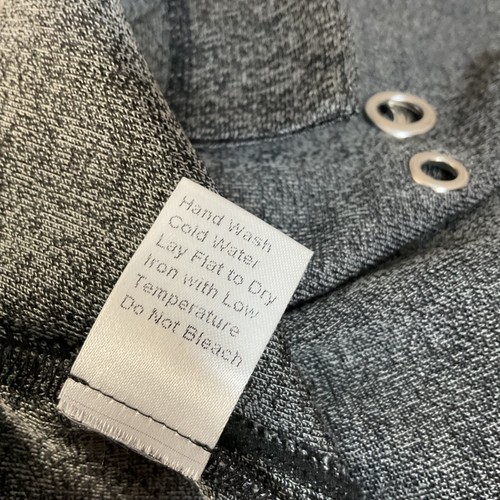 Hand Wash
Cold Water
Lay Flat to Dry
Iron with Low
Temperature
Do Not Bleach